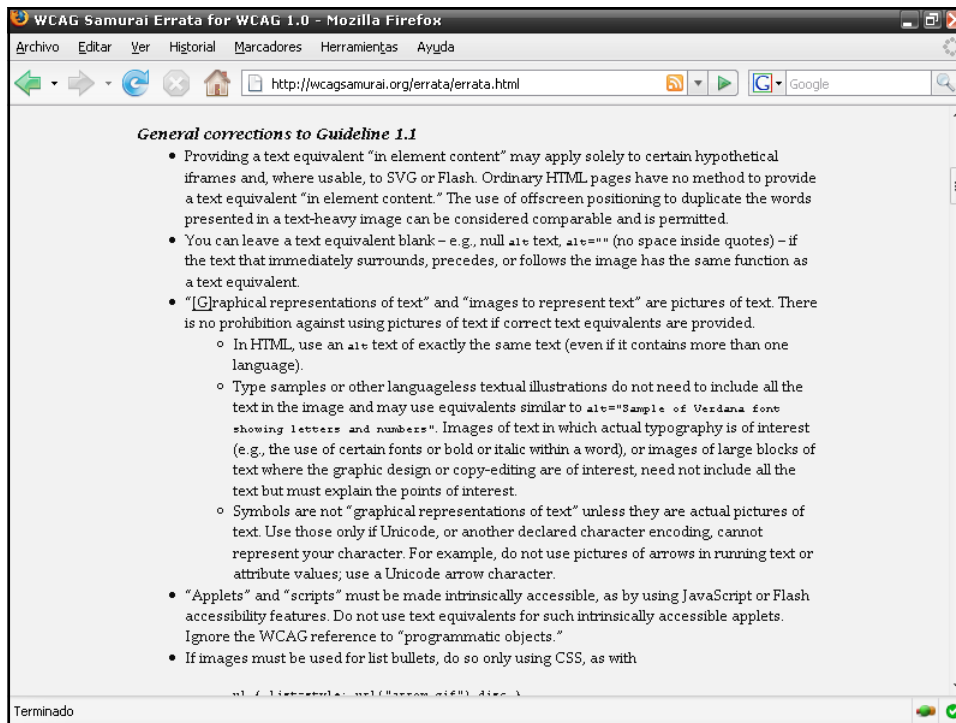 WCAG Samurai Errata for WCAG 1.0 - Mozilla Firefox
Archivo Editar Ver Historial Marcadores Herramientas Ayuda
http://wcagsamurai.org/errata/errata.html
G Google
General corrections to Guideline 1.1
• Providing a text equivalent “in element content” may apply solely to certain hypothetical
iframes and, where usable, to SVG or Flash. Ordinary HTML pages have no method to provide
a text equivalent “in element content.” The use of offscreen positioning to duplicate the words
presented in a text-heavy image can be considered comparable and is permitted.
• You can leave a text equivalent blank – e.g., null alt text, alt="" (no space inside quotes) – if
the text that immediately surrounds, precedes, or follows the image has the same function as
a text equivalent.
• “[G]raphical representations of text” and “images to represent text” are pictures of text. There
is no prohibition against using pictures of text if correct text equivalents are provided.
◦ In HTML, use an alt text of exactly the same text (even if it contains more than one
language).
◦ Type samples or other languageless textual illustrations do not need to include all the
text in the image and may use equivalents similar to alt="Sample of Verdana font
showing letters and numbers". Images of text in which actual typography is of interest
(e.g., the use of certain fonts or bold or italic within a word), or images of large blocks of
text where the graphic design or copy-editing are of interest, need not include all the
text but must explain the points of interest.
◦ Symbols are not “graphical representations of text” unless they are actual pictures of
text. Use those only if Unicode, or another declared character encoding, cannot
represent your character. For example, do not use pictures of arrows in running text or
attribute values; use a Unicode arrow character.
• “Applets” and “scripts” must be made intrinsically accessible, as by using JavaScript or Flash
accessibility features. Do not use text equivalents for such intrinsically accessible applets.
Ignore the WCAG reference to “programmatic objects.”
• If images must be used for list bullets, do so only using CSS, as with
ul { list-style: url("arrow.gif") disc }
Terminado